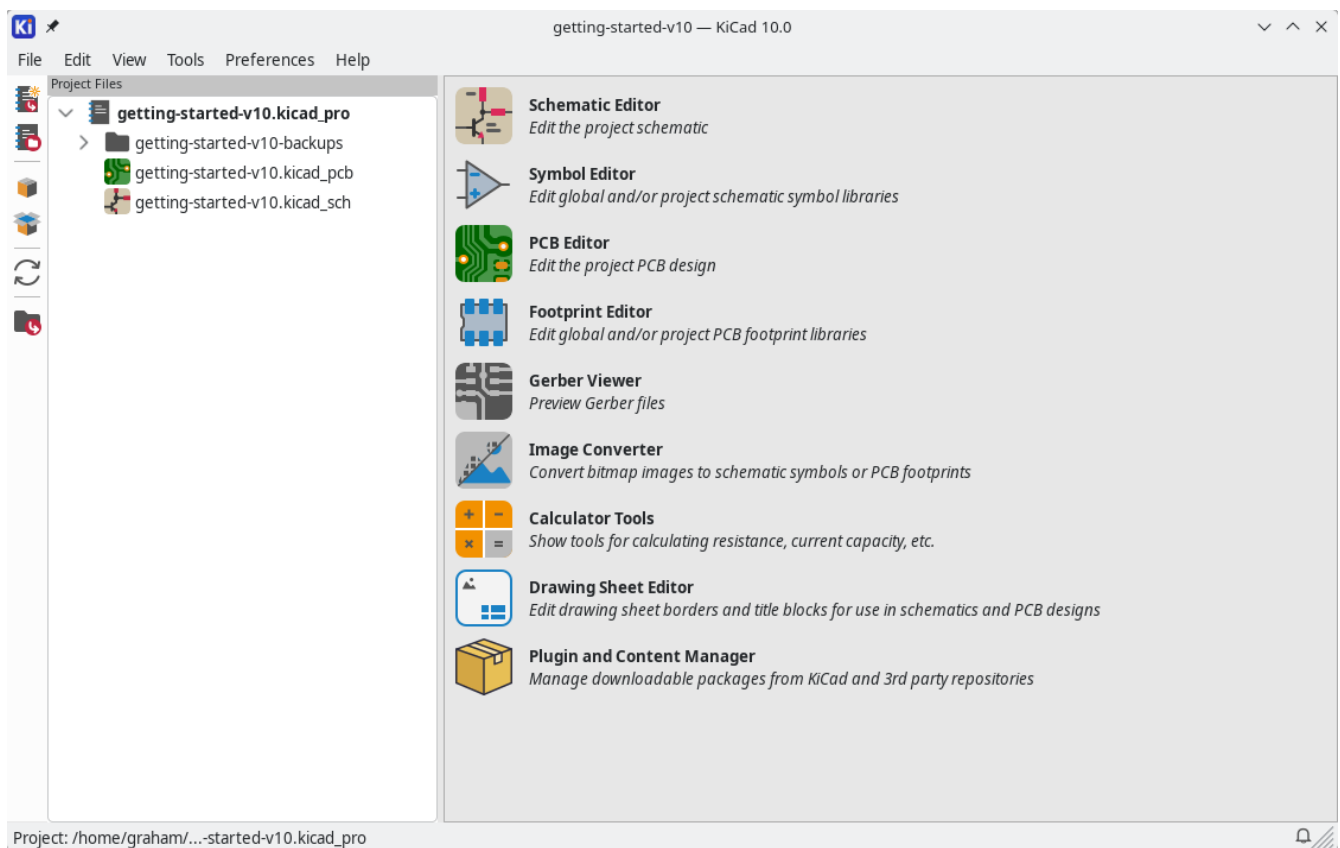 Ki getting-started-v10 — KiCad 10.0
File Edit View Tools Preferences Help
Project Files
getting-started-v10.kicad_pro
getting-started-v10-backups
getting-started-v10.kicad_pcb
getting-started-v10.kicad_sch
Schematic Editor
Edit the project schematic
Symbol Editor
Edit global and/or project schematic symbol libraries
PCB Editor
Edit the project PCB design
Footprint Editor
Edit global and/or project PCB footprint libraries
Gerber Viewer
Preview Gerber files
Image Converter
Convert bitmap images to schematic symbols or PCB footprints
Calculator Tools
Show tools for calculating resistance, current capacity, etc.
Drawing Sheet Editor
Edit drawing sheet borders and title blocks for use in schematics and PCB designs
Plugin and Content Manager
Manage downloadable packages from KiCad and 3rd party repositories
Project: /home/graham/...-started-v10.kicad_pro